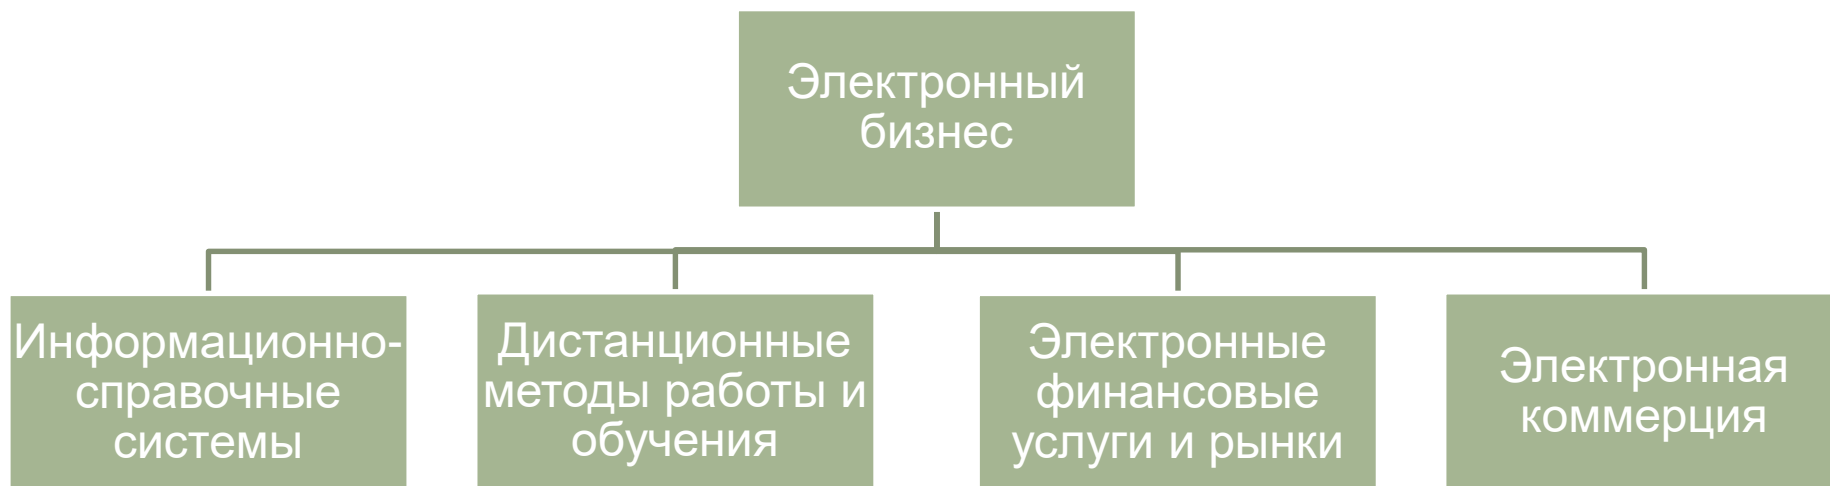 Электронный
бизнес
Информационно-
справочные
системы
Дистанционные
методы работы и
обучения
Электронные
финансовые
услуги и рынки
Электронная
коммерция